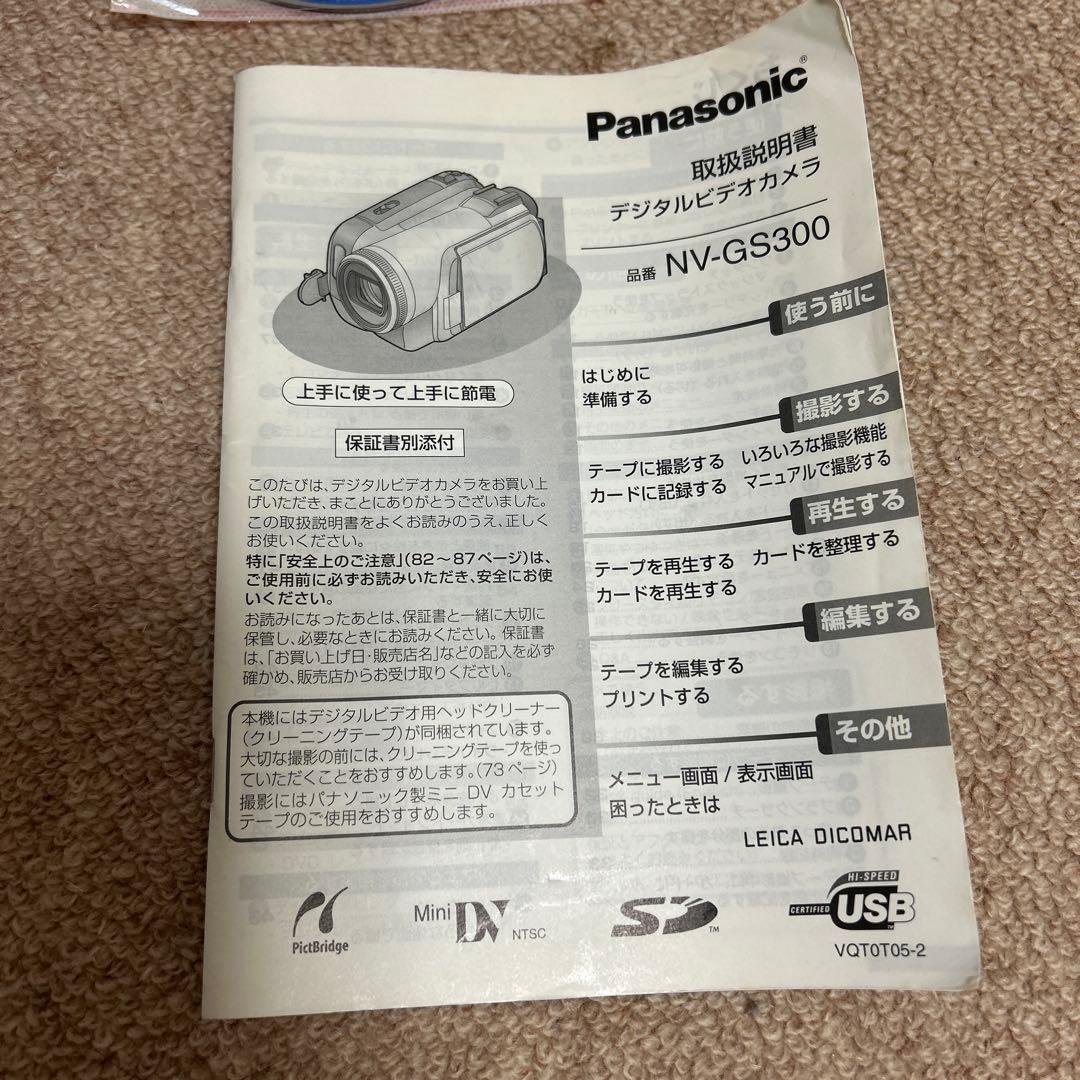 Panasonic®
取扱説明書
デジタルビデオカメラ
品番 NV-GS300
上手に使って上手に節電
保証書別添付
このたびは、デジタルビデオカメラをお買い上
げいただき、まことにありがとうございました。
この取扱説明書をよくお読みのうえ、正しく
お使いください。
特に「安全上のご注意」(82~87ページ)は、
ご使用前に必ずお読みいただき、安全にお使
いください。
お読みになったあとは、保証書と一緒に大切に
保管し、必要なときにお読みください。保証書
は、「お買い上げ日・販売店名」などの記入を必ず
確かめ、販売店からお受け取りください。
本機にはデジタルビデオ用ヘッドクリーナー
(クリーニングテープ)が同梱されています。
大切な撮影の前には、クリーニングテープを使っ
ていただくことをおすすめします。(73ページ)
撮影にはパナソニック製ミニ DV カセット
テープのご使用をおすすめします。
使う前に
はじめに
準備する
撮影する
テープに撮影する いろいろな撮影機能
カードに記録する マニュアルで撮影する
再生する
テープを再生する カードを整理する
カードを再生する
編集する
テープを編集する
プリントする
その他
メニュー画面 / 表示画面
困ったときは
LEICA DICOMAR
PictBridge
Mini DV NTSC
SD™
HI-SPEED
CERTIFIED USB™
VQT0T05-2